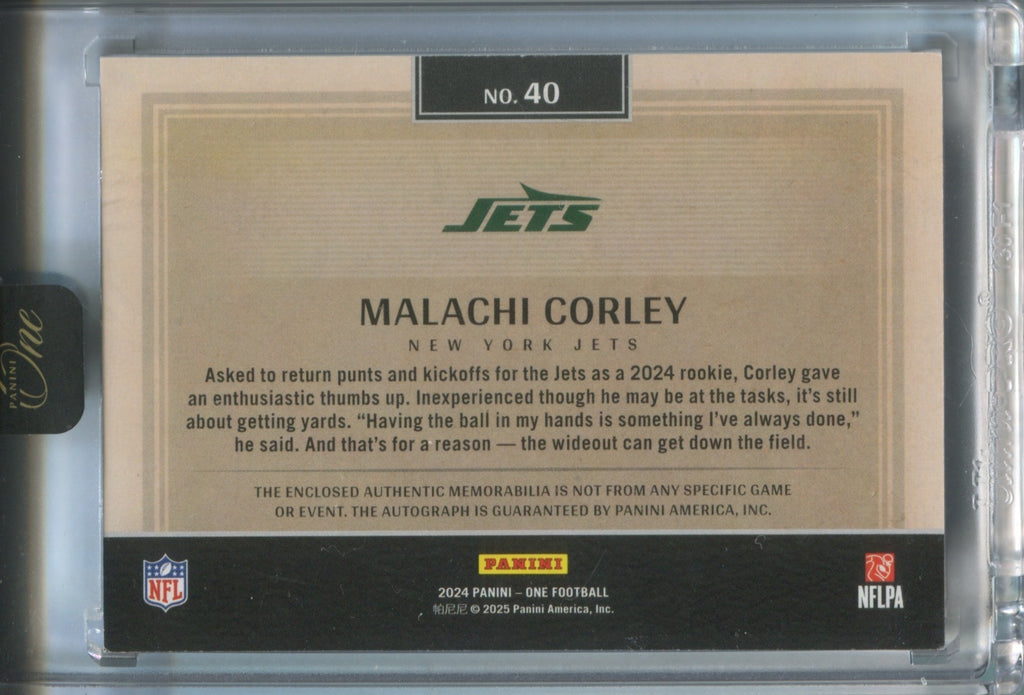 NO. 40
JETS
MALACHI CORLEY
NEW YORK JETS
Asked to return punts and kickoffs for the Jets as a 2024 rookie, Corley gave
an enthusiastic thumbs up. Inexperienced though he may be at the tasks, it's still
about getting yards. “Having the ball in my hands is something I've always done,”
he said. And that's for a reason — the wideout can get down the field.
THE ENCLOSED AUTHENTIC MEMORABILIA IS NOT FROM ANY SPECIFIC GAME
OR EVENT. THE AUTOGRAPH IS GUARANTEED BY PANINI AMERICA, INC.
NFL
PANINI
2024 PANINI – ONE FOOTBALL
帕尼尼 © 2025 Panini America, Inc.
NFLPA
PANINI
One